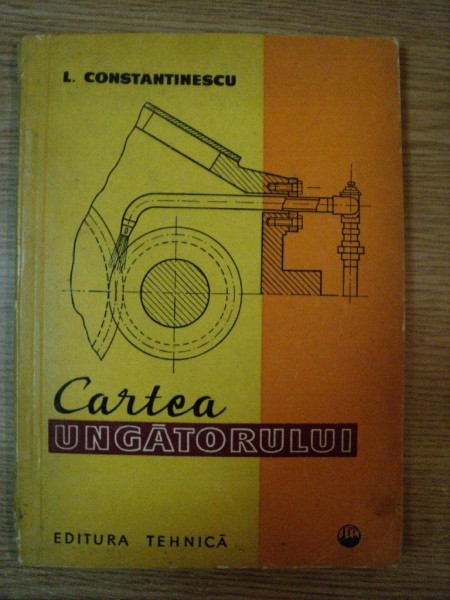 L. CONSTANTINESCU
Cartea
UNGĂTORULUI
EDITURA TEHNICĂ